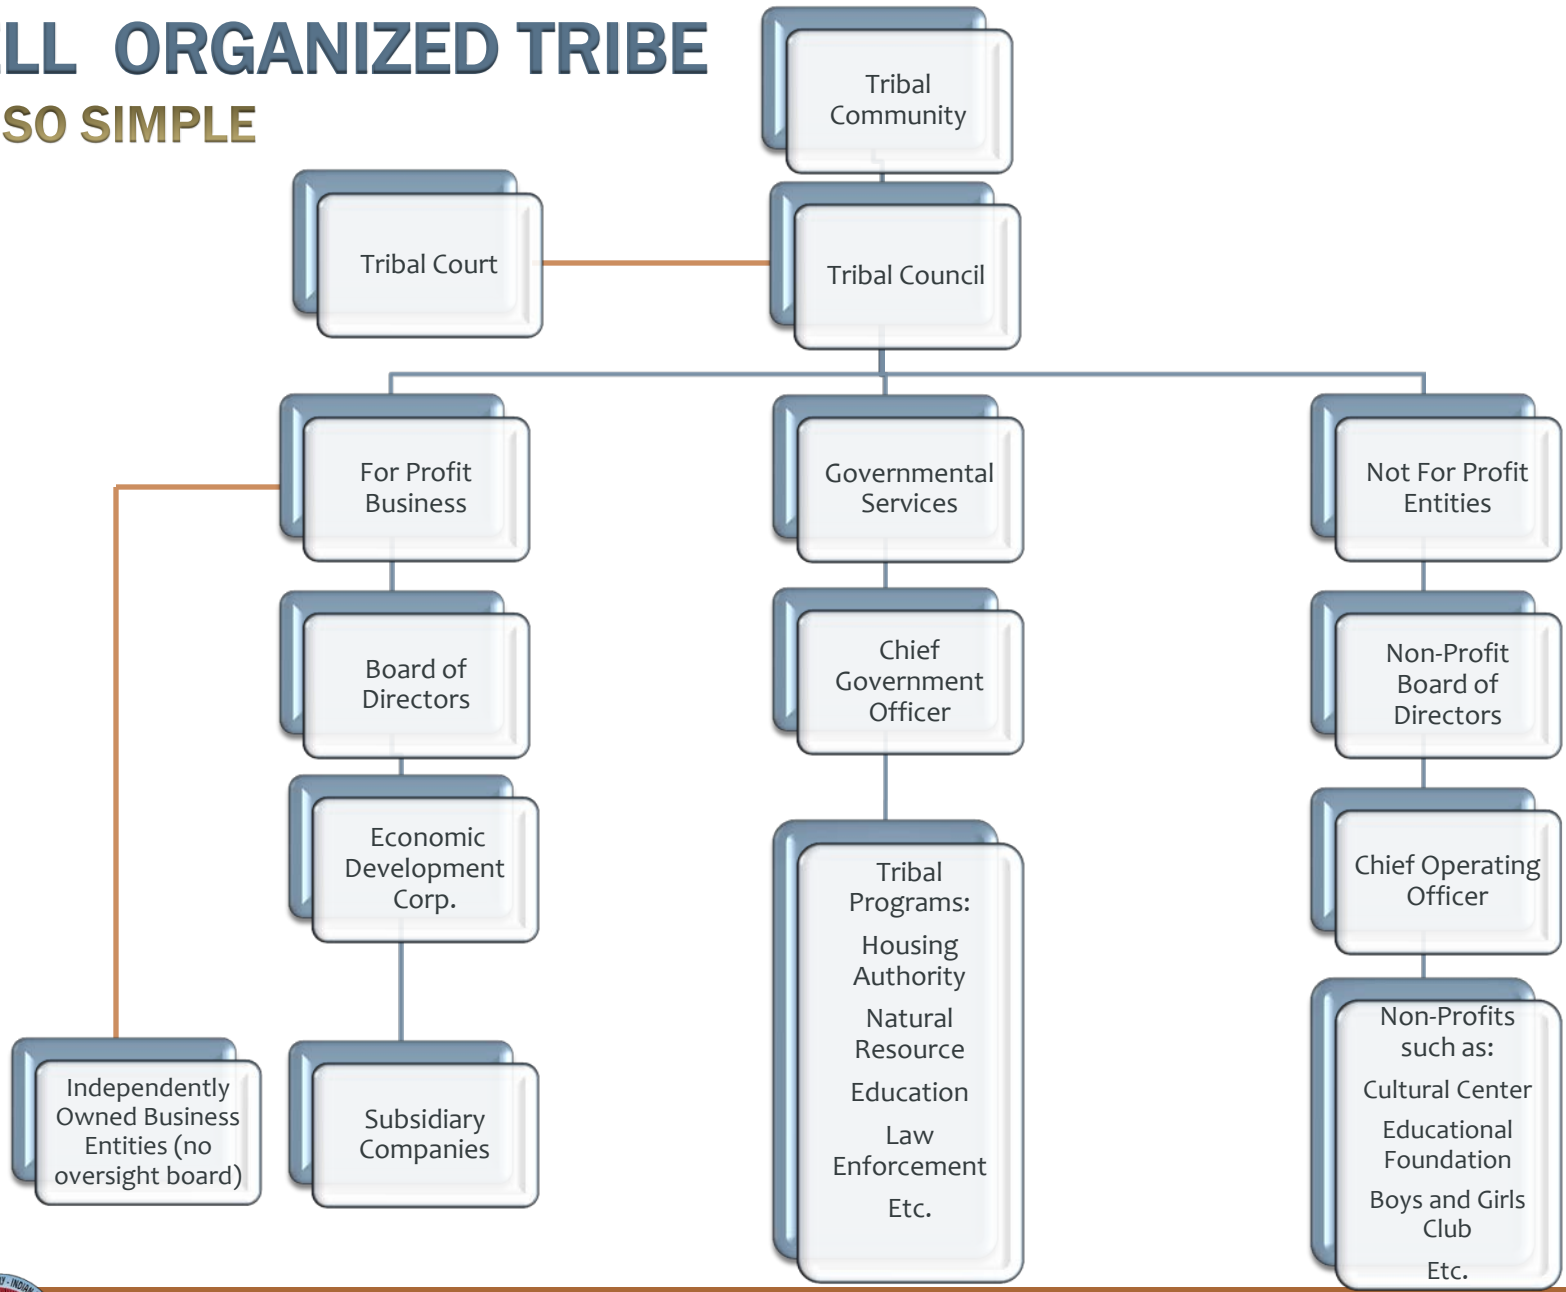 ELL ORGANIZED TRIBE
SO SIMPLE
Tribal
Community
Tribal Court
Tribal Council
For Profit
Business
Governmental
Services
Not For Profit
Entities
Board of
Directors
Chief
Government
Officer
Non-Profit
Board of
Directors
Economic
Development
Corp.
Chief Operating
Officer
Independently
Owned Business
Entities (no
oversight board)
Subsidiary
Companies
Tribal
Programs:
Housing
Authority
Natural
Resource
Education
Law
Enforcement
Etc.
Non-Profits
such as:
Cultural Center
Educational
Foundation
Boys and Girls
Club
Etc.